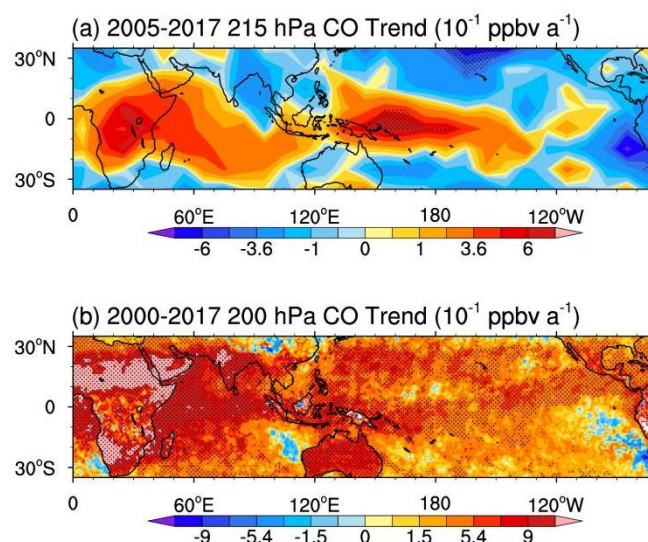 (a) 2005-2017 215 hPa CO Trend (10⁻¹ ppbv a⁻¹)
30°N
0
30°S
0 60°E 120°E 180 120°W
-6 -3.6 -1 0 1 3.6 6
(b) 2000-2017 200 hPa CO Trend (10⁻¹ ppbv a⁻¹)
30°N
0
30°S
0 60°E 120°E 180 120°W
-9 -5.4 -1.5 0 1.5 5.4 9